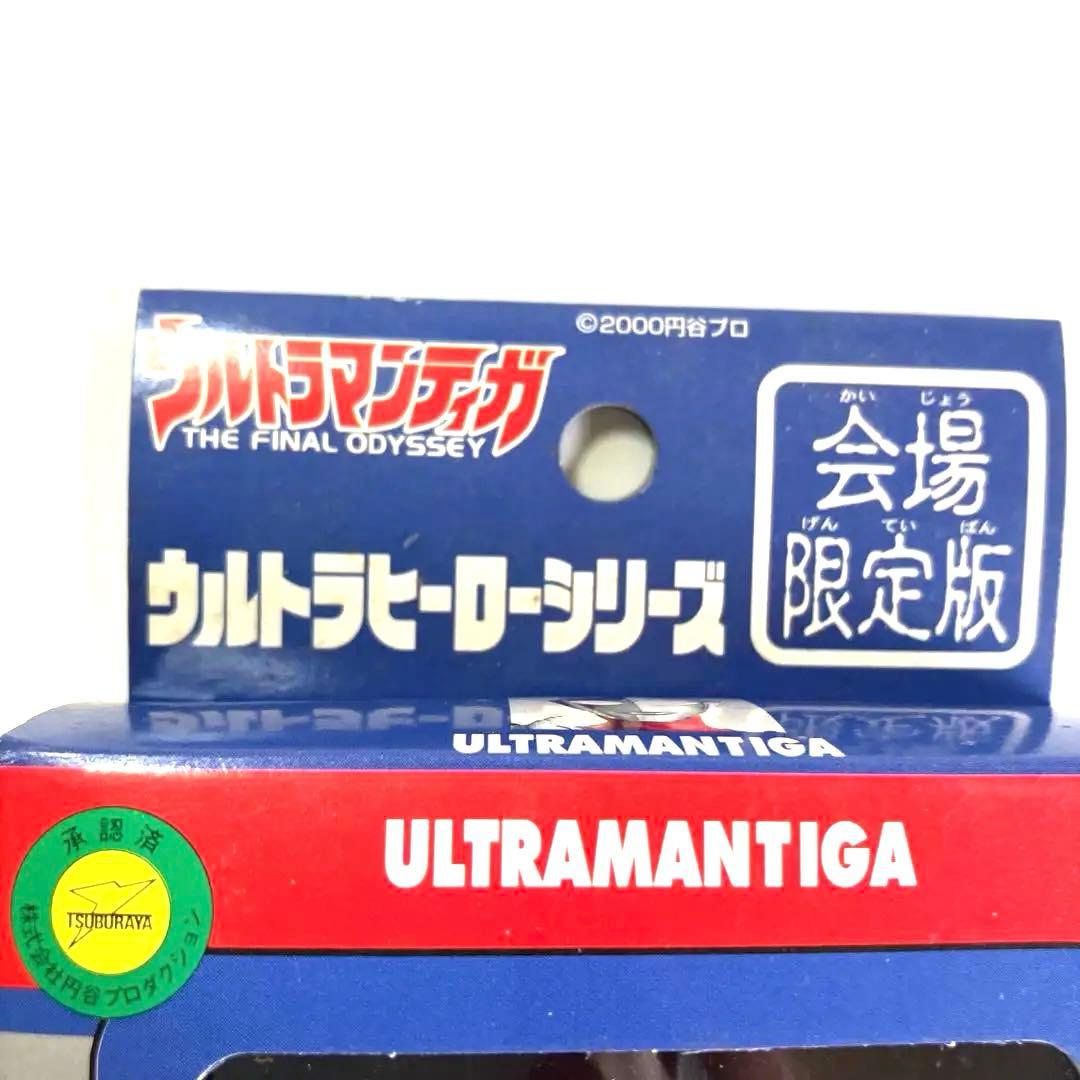 ©2000円谷プロ
ウルトラマンティガ
THE FINAL ODYSSEY
かい じょう
会場
げん てい ばん
限定版
ウルトラヒーローシリーズ
ULTRAMANTIGA
ULTRAMANTIGA
承認済
TSUBURAYA
株式会社円谷プロダクション